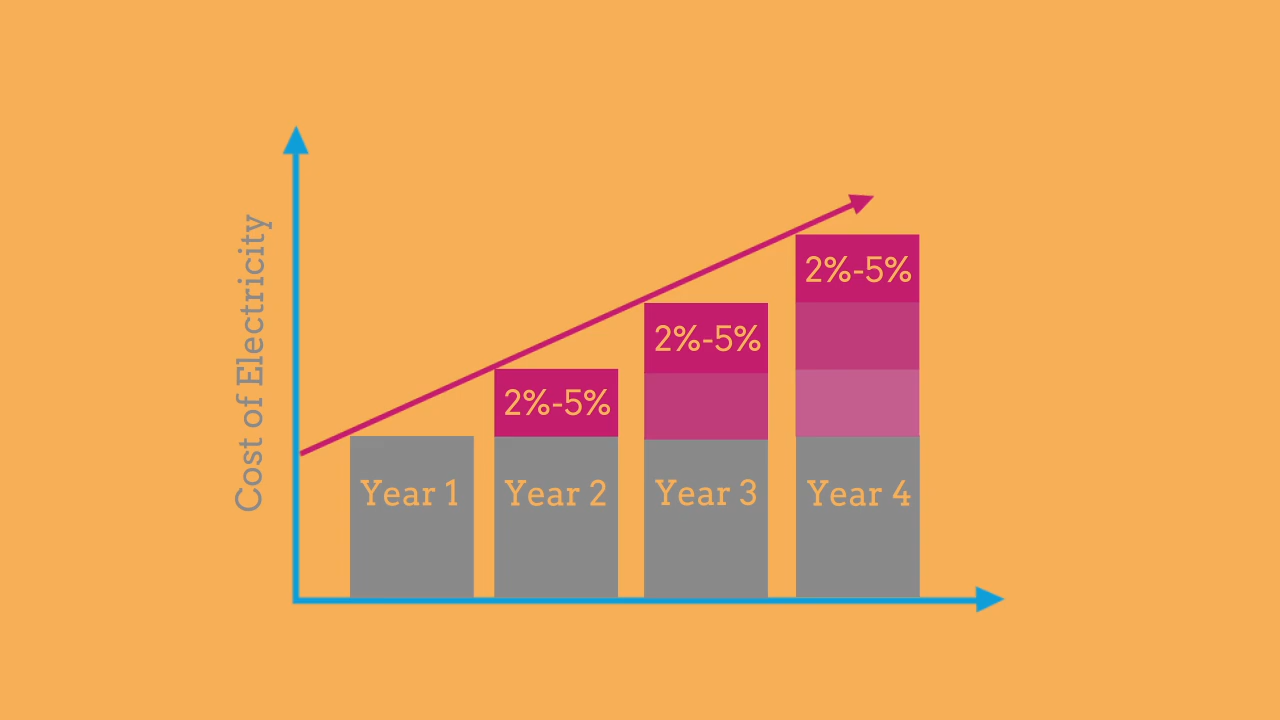 Cost of Electricity
2%-5%
2%-5%
2%-5%
Year 1
Year 2
Year 3
Year 4